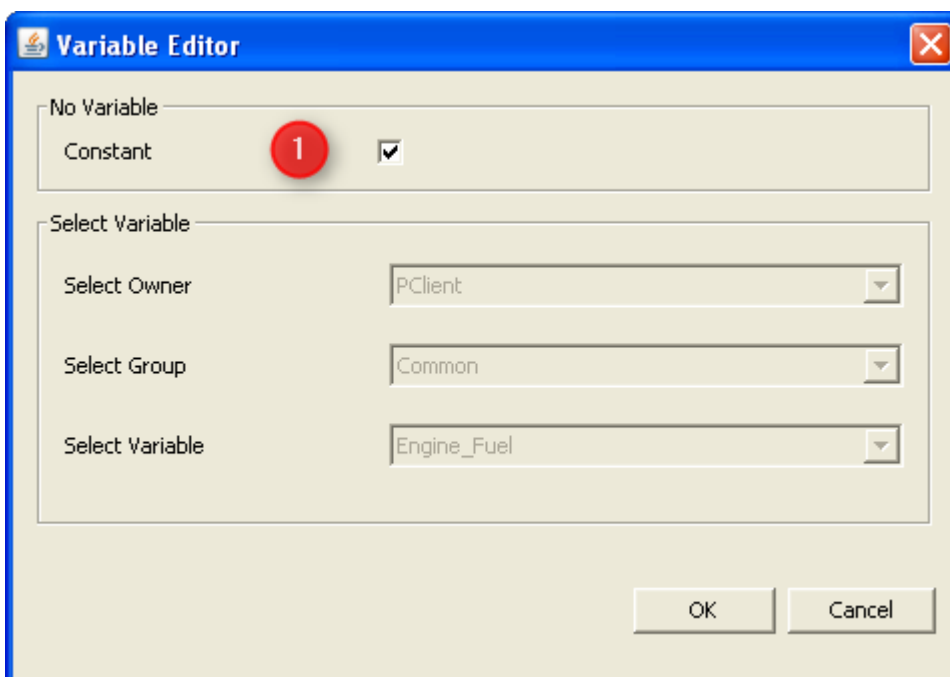 Variable Editor
No Variable
Constant 1
Select Variable
Select Owner PClient
Select Group Common
Select Variable Engine_Fuel
OK Cancel